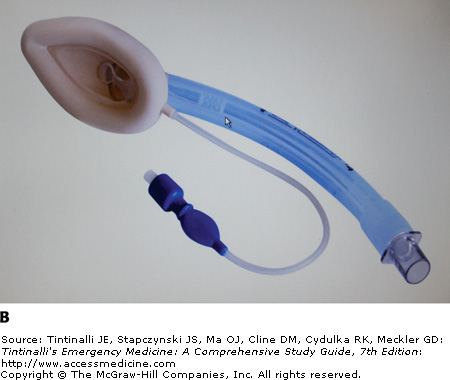 B
Source: Tintinalli JE, Stapczynski JS, Ma OJ, Cline DM, Cydulka RK, Meckler GD:
Tintinalli's Emergency Medicine: A Comprehensive Study Guide, 7th Edition:
http://www.accessmedicine.com
Copyright © The McGraw-Hill Companies, Inc. All rights reserved.